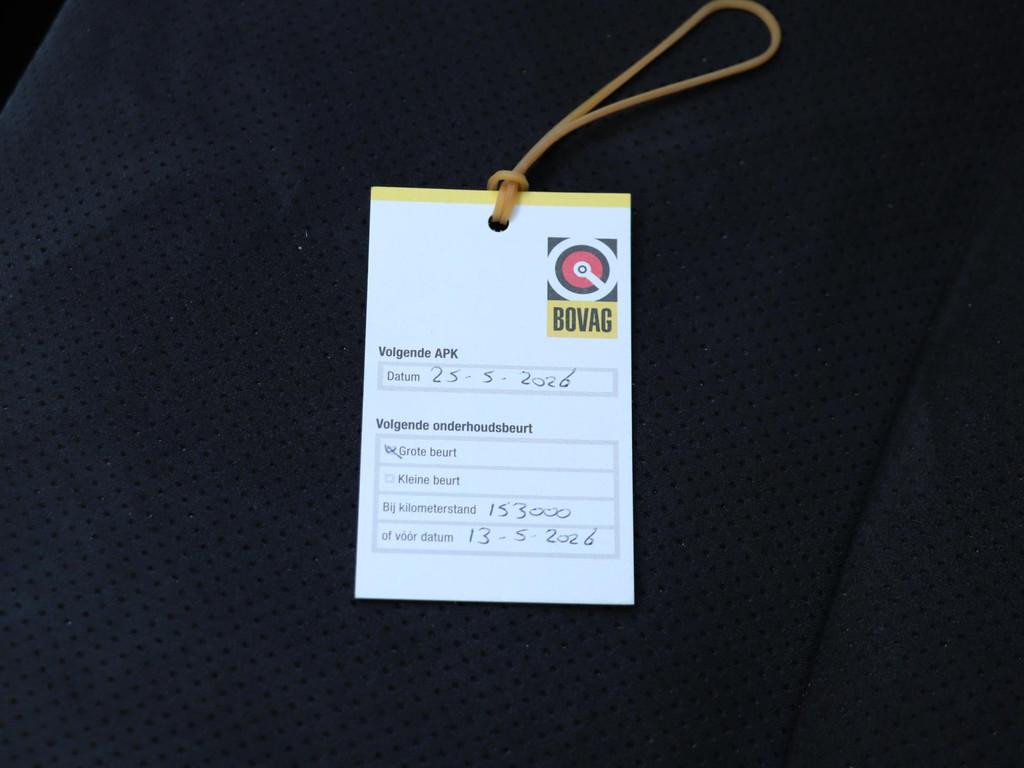 BOVAG
Volgende APK
Datum 25-5-2026
Volgende onderhoudsbeurt
Grote beurt
Kleine beurt
Bij kilometerstand 153000
of vóór datum 13-5-2026